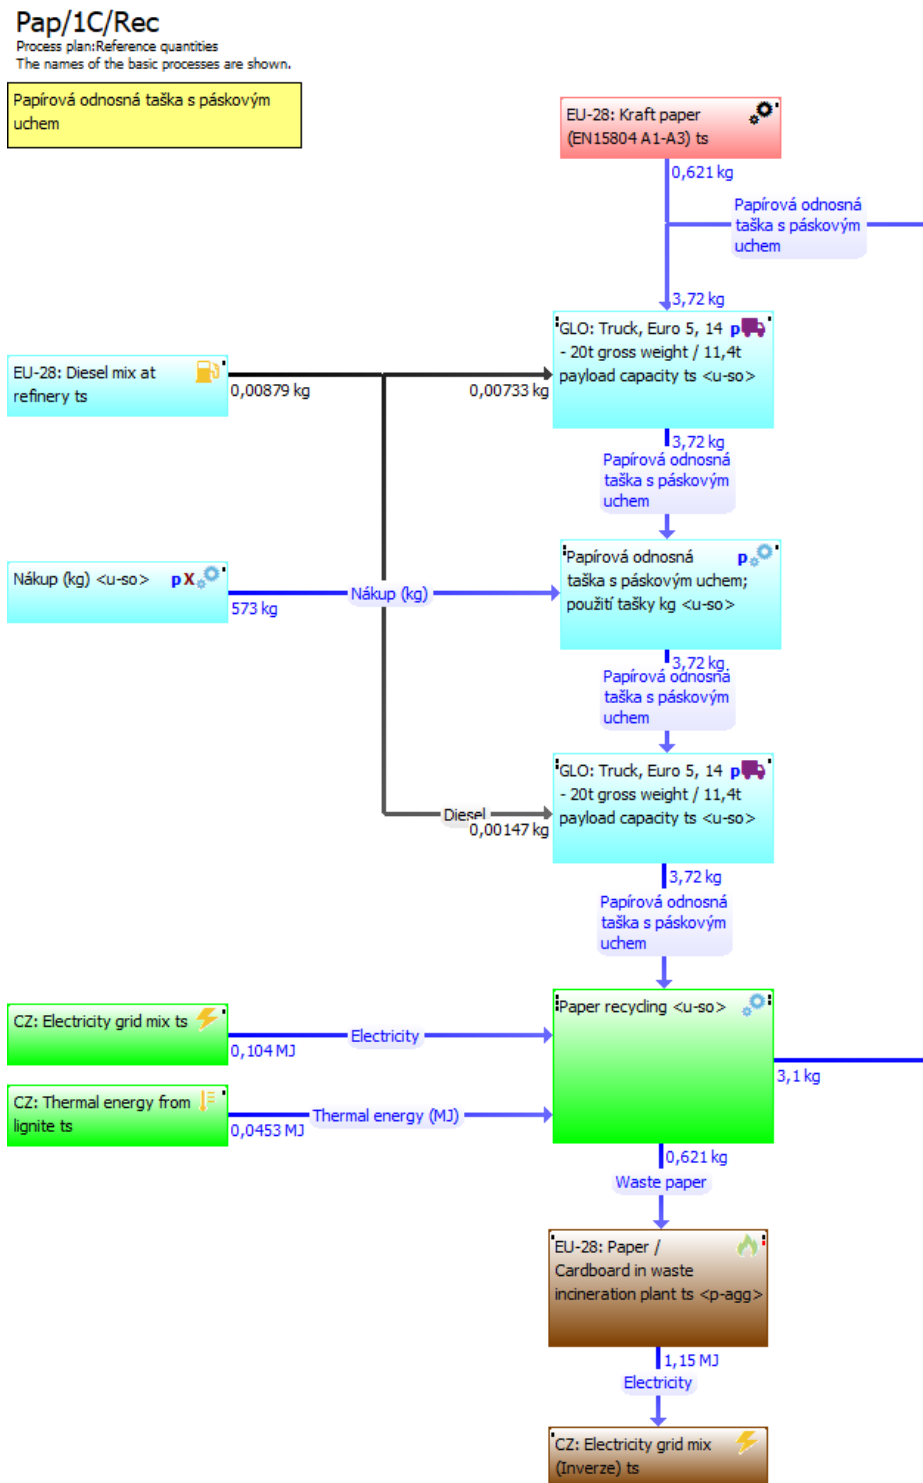 Pap/1C/Rec
Process plan:Reference quantities
The names of the basic processes are shown.
Papírová odnosná taška s páskovým
uchem
EU-28: Kraft paper
(EN15804 A1-A3) ts
0,621 kg
Papírová odnosná
taška s páskovým
uchem
3,72 kg
GLO: Truck, Euro 5, 14 p
- 20t gross weight / 11,4t
payload capacity ts <u-so>
EU-28: Diesel mix at
refinery ts
0,00879 kg
0,00733 kg
3,72 kg
Papírová odnosná
taška s páskovým
uchem
Nákup (kg) <u-so> pX
573 kg
Nákup (kg)
Papírová odnosná p
taška s páskovým uchem;
použití tašky kg <u-so>
3,72 kg
Papírová odnosná
taška s páskovým
uchem
GLO: Truck, Euro 5, 14 p
- 20t gross weight / 11,4t
payload capacity ts <u-so>
Diesel
0,00147 kg
3,72 kg
Papírová odnosná
taška s páskovým
uchem
Paper recycling <u-so>
CZ: Electricity grid mix ts
0,104 MJ
Electricity
3,1 kg
CZ: Thermal energy from
lignite ts
0,0453 MJ
Thermal energy (MJ)
0,621 kg
Waste paper
EU-28: Paper /
Cardboard in waste
incineration plant ts <p-agg>
1,15 MJ
Electricity
CZ: Electricity grid mix
(Inverze) ts